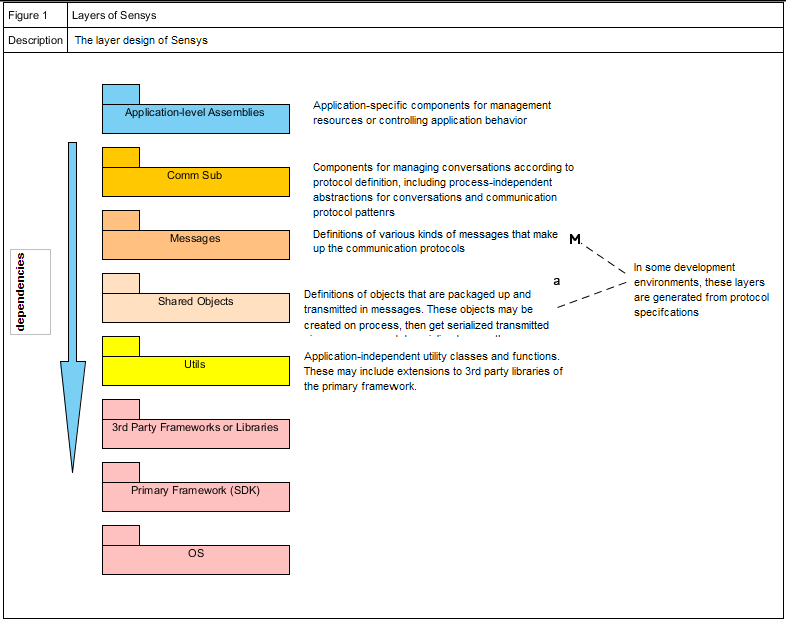 Figure 1
Layers of Sensys
Description
The layer design of Sensys
Application-level Assemblies
Application-specific components for management
resources or controlling application behavior
Comm Sub
Components for managing conversations according to
protocol definition, including process-independent
abstractions for conversations and communication
protocol pattenrs
Messages
Definitions of various kinds of messages that make
up the communication protocols
M.
In some development
environments, these layers
are generated from protocol
specifcations
a
dependencies
Shared Objects
Definitions of objects that are packaged up and
transmitted in messages. These objects may be
created on process, then get serialized transmitted
Utils
Application-independent utility classes and functions.
These may include extensions to 3rd party libraries of
the primary framework.
3rd Party Frameworks or Libraries
Primary Framework (SDK)
OS